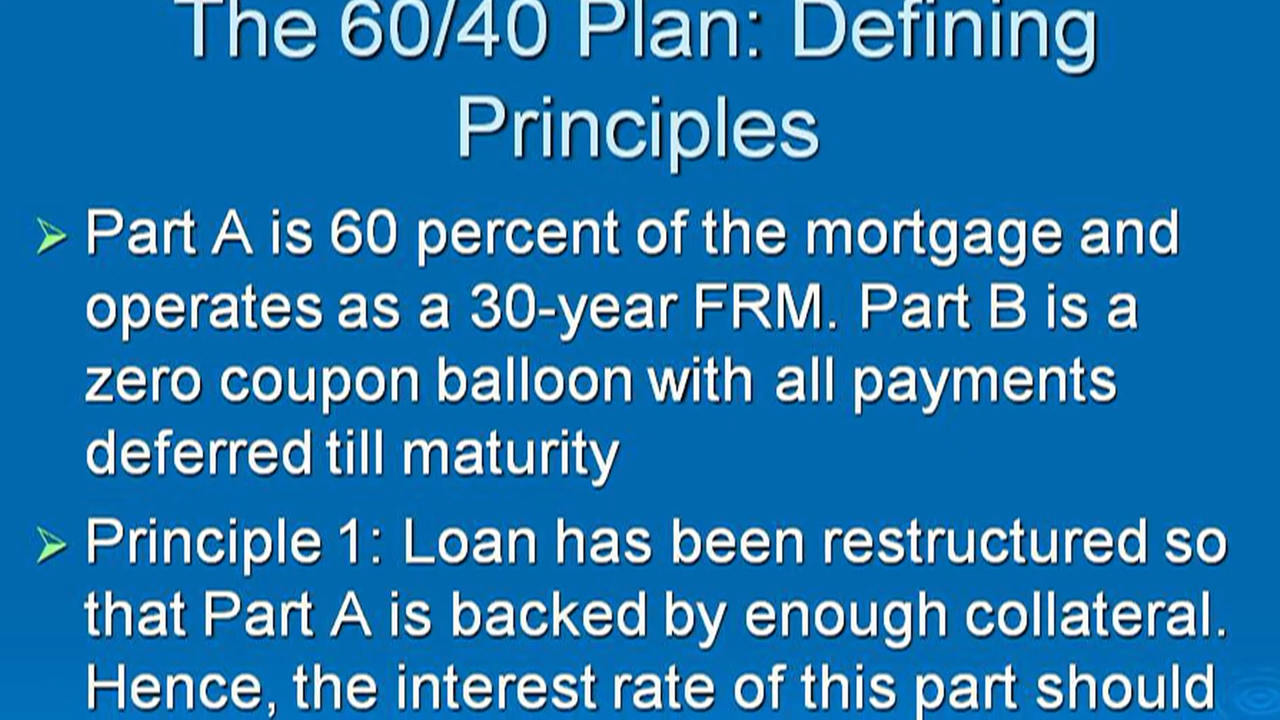 The 60/40 Plan: Defining
Principles
Part A is 60 percent of the mortgage and
operates as a 30-year FRM. Part B is a
zero coupon balloon with all payments
deferred till maturity
Principle 1: Loan has been restructured so
that Part A is backed by enough collateral.
Hence, the interest rate of this part should